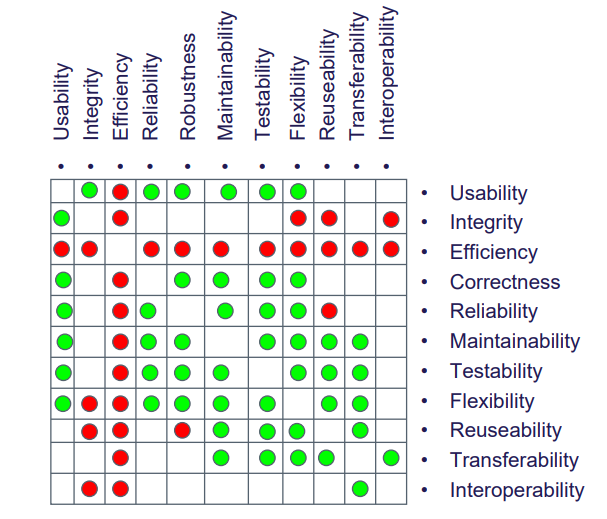 Usability
Integrity
Efficiency
Reliability
Robustness
Maintainability
Testability
Flexibility
Reuseability
Transferability
Interoperability
• Usability
• Integrity
• Efficiency
• Correctness
• Reliability
• Maintainability
• Testability
• Flexibility
• Reuseability
• Transferability
• Interoperability